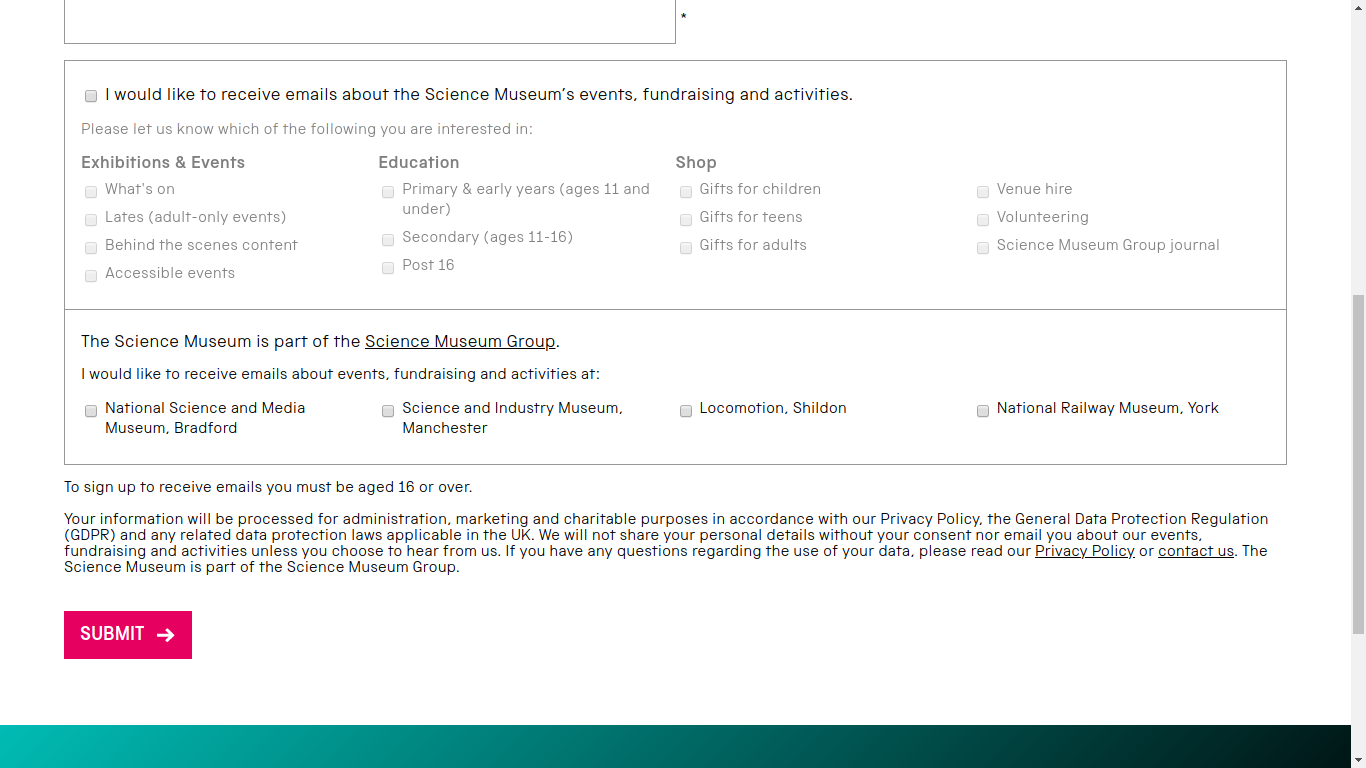 *
I would like to receive emails about the Science Museum’s events, fundraising and activities.
Please let us know which of the following you are interested in:
Exhibitions & Events
What's on
Lates (adult-only events)
Behind the scenes content
Accessible events
Education
Primary & early years (ages 11 and
under)
Secondary (ages 11-16)
Post 16
Shop
Gifts for children
Gifts for teens
Gifts for adults
Venue hire
Volunteering
Science Museum Group journal
The Science Museum is part of the Science Museum Group.
I would like to receive emails about events, fundraising and activities at:
National Science and Media
Museum, Bradford
Science and Industry Museum,
Manchester
Locomotion, Shildon
National Railway Museum, York
To sign up to receive emails you must be aged 16 or over.
Your information will be processed for administration, marketing and charitable purposes in accordance with our Privacy Policy, the General Data Protection Regulation
(GDPR) and any related data protection laws applicable in the UK. We will not share your personal details without your consent nor email you about our events,
fundraising and activities unless you choose to hear from us. If you have any questions regarding the use of your data, please read our Privacy Policy or contact us. The
Science Museum is part of the Science Museum Group.
SUBMIT